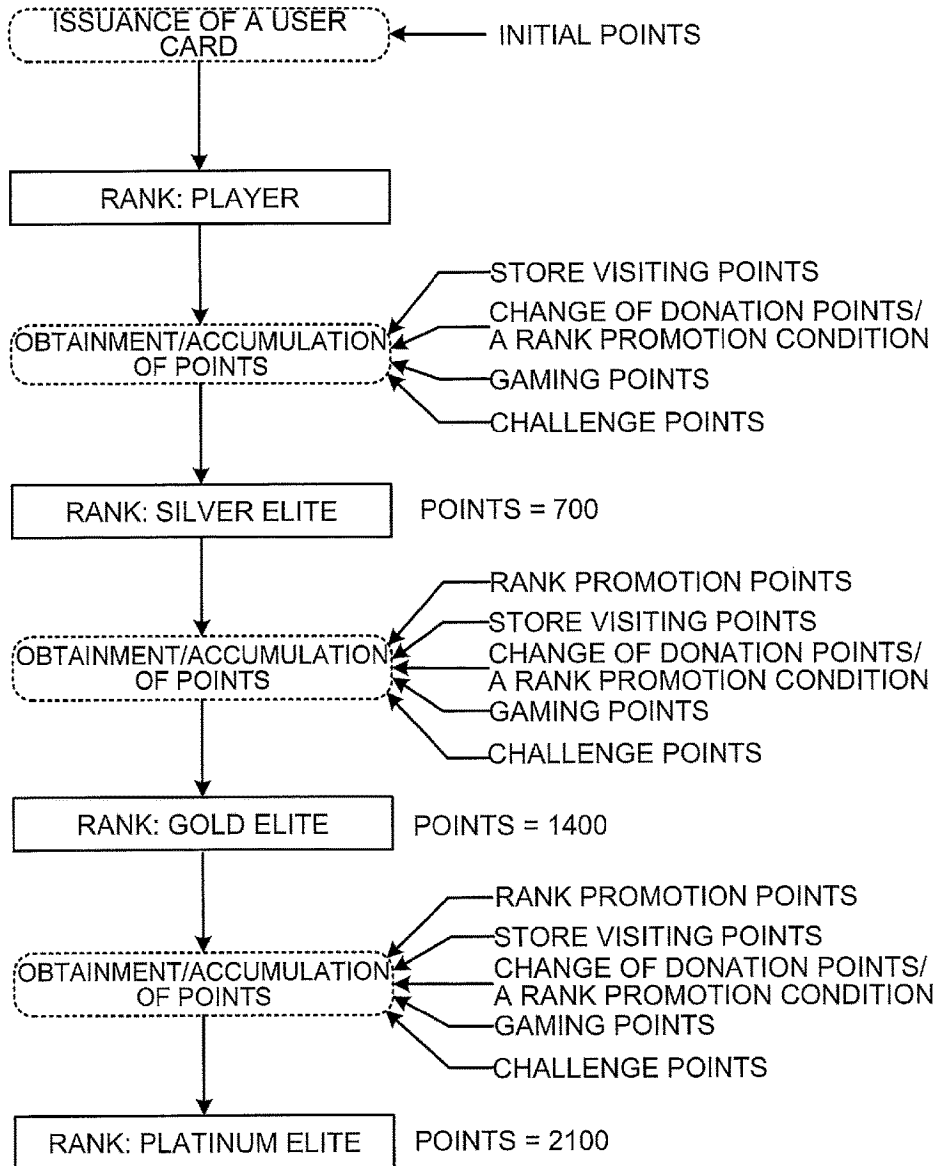 ISSUANCE OF A USER
CARD
INITIAL POINTS
RANK: PLAYER
STORE VISITING POINTS
CHANGE OF DONATION POINTS/
A RANK PROMOTION CONDITION
OBTAINMENT/ACCUMULATION
OF POINTS
GAMING POINTS
CHALLENGE POINTS
RANK: SILVER ELITE
POINTS = 700
RANK PROMOTION POINTS
STORE VISITING POINTS
CHANGE OF DONATION POINTS/
A RANK PROMOTION CONDITION
OBTAINMENT/ACCUMULATION
OF POINTS
GAMING POINTS
CHALLENGE POINTS
RANK: GOLD ELITE
POINTS = 1400
RANK PROMOTION POINTS
STORE VISITING POINTS
CHANGE OF DONATION POINTS/
A RANK PROMOTION CONDITION
OBTAINMENT/ACCUMULATION
OF POINTS
GAMING POINTS
CHALLENGE POINTS
RANK: PLATINUM ELITE
POINTS = 2100